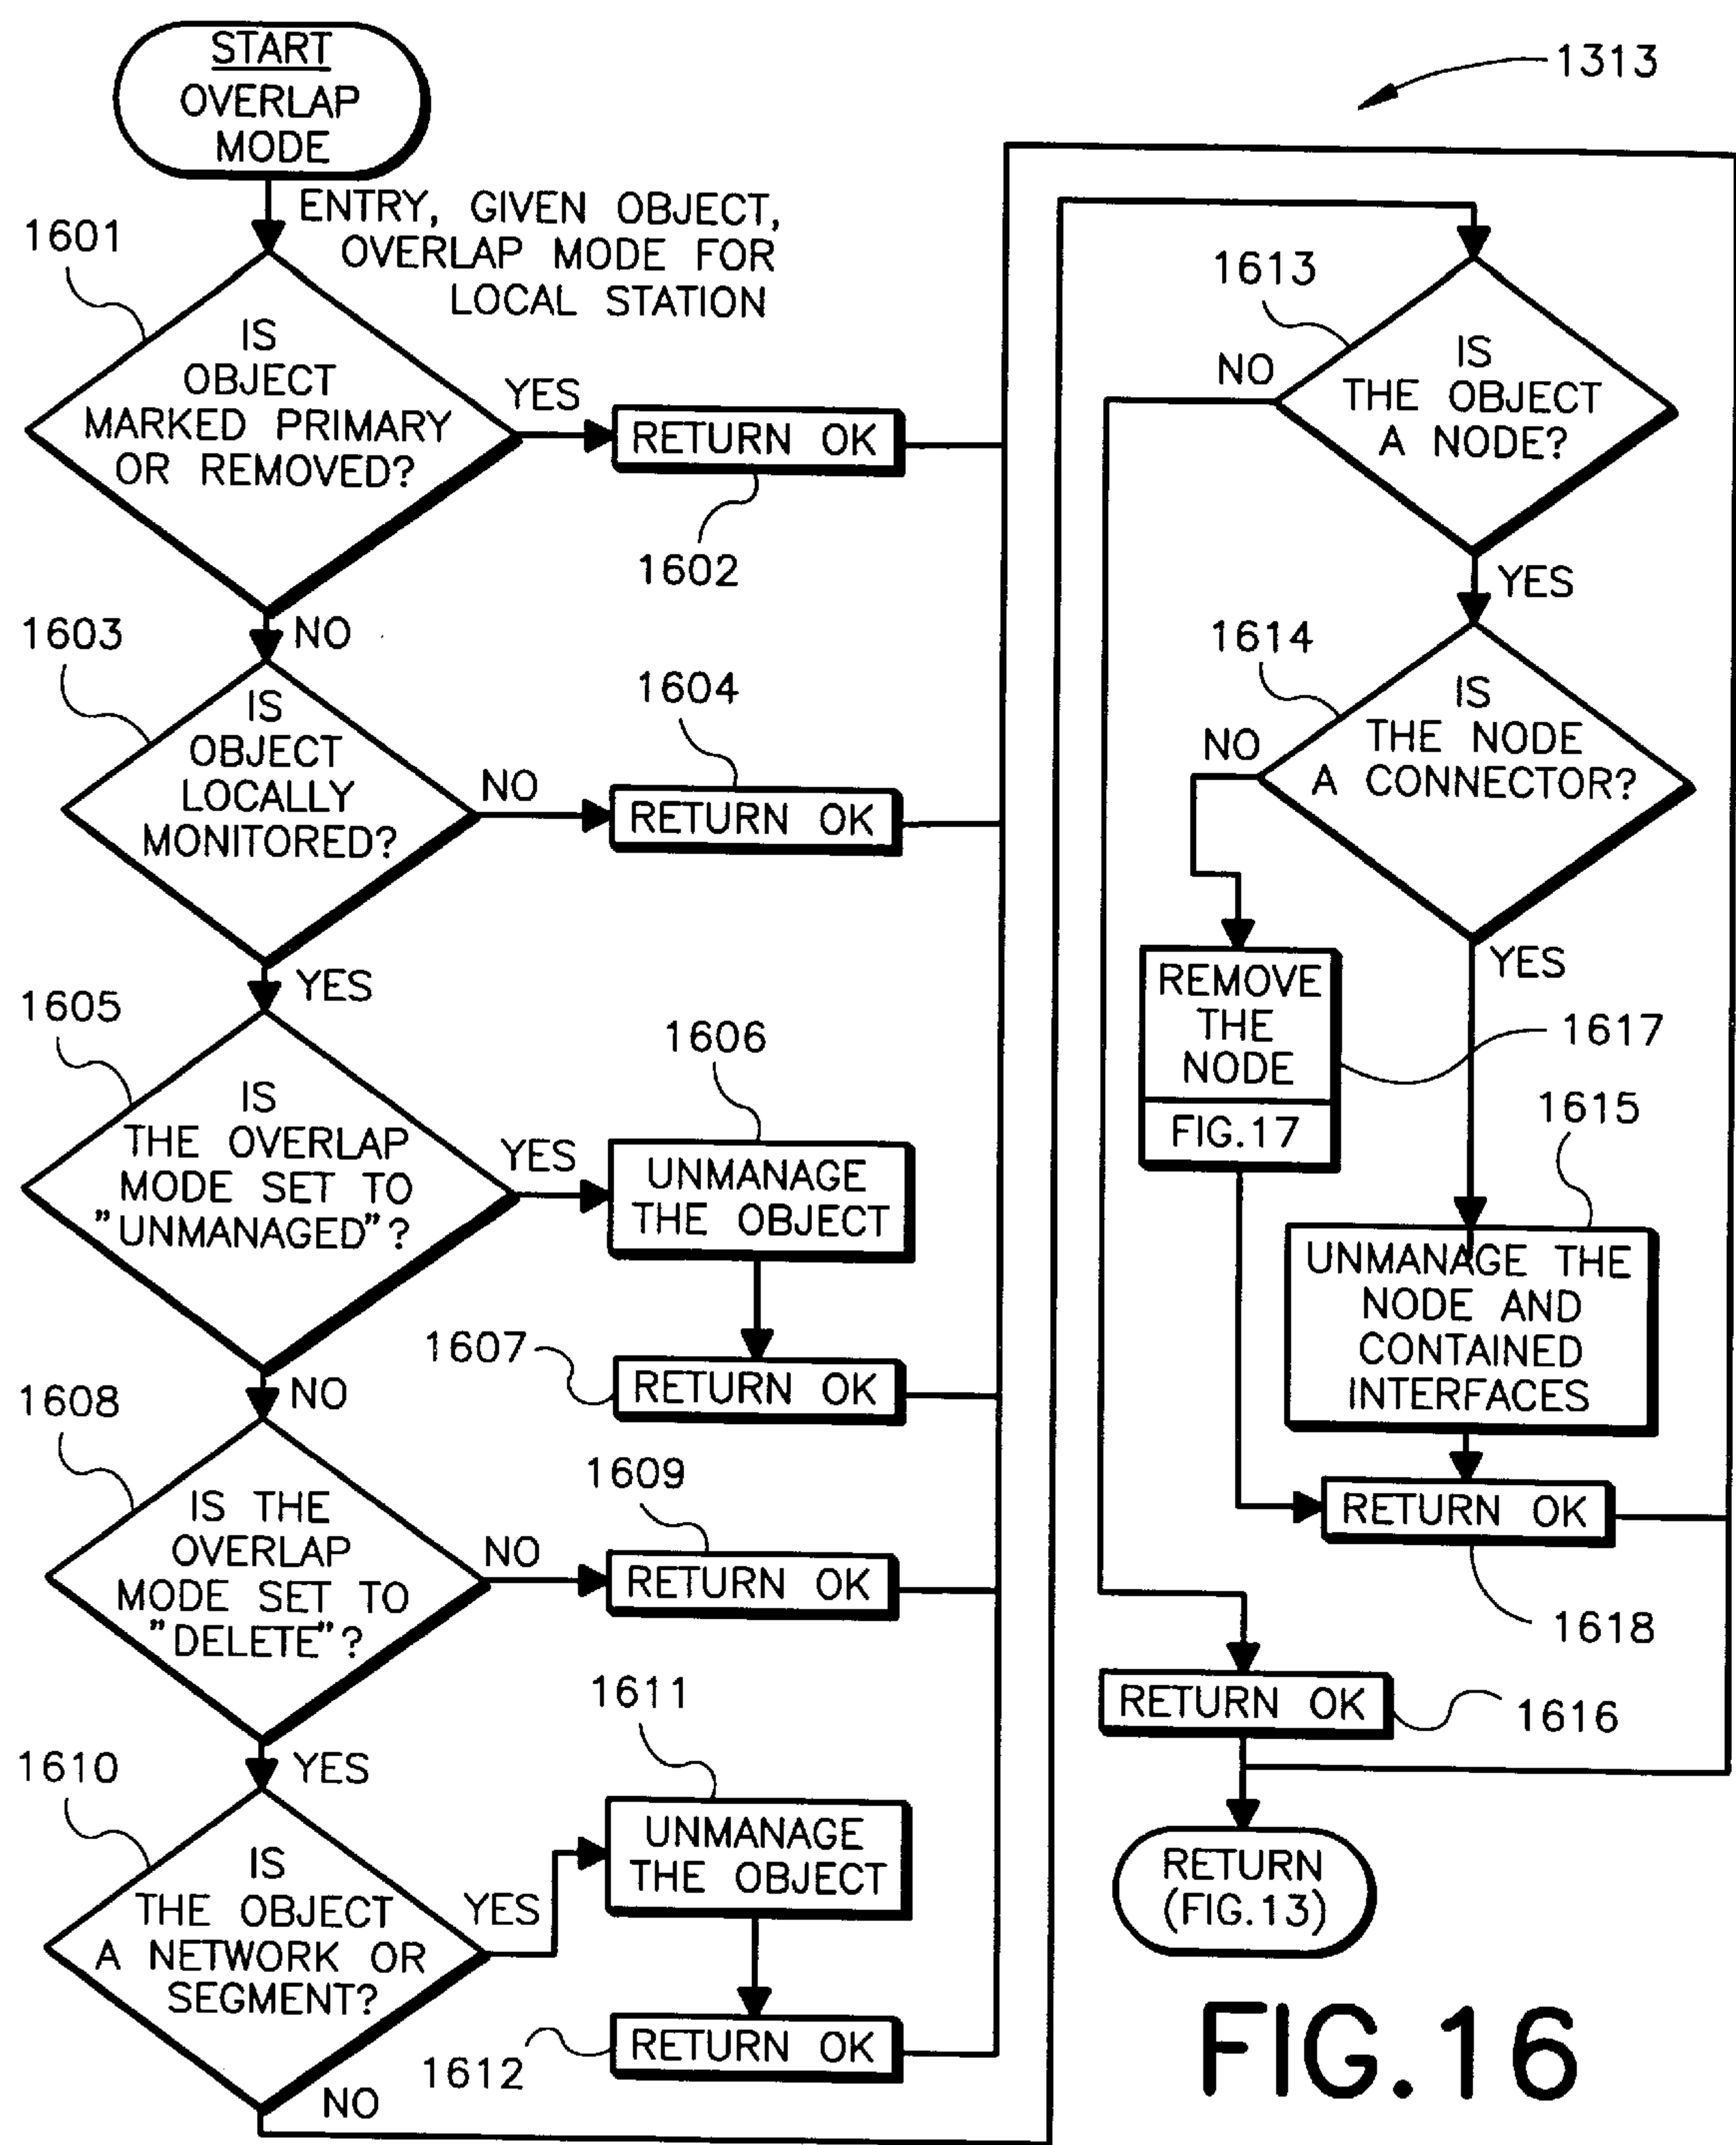 START
OVERLAP
MODE
ENTRY, GIVEN OBJECT,
OVERLAP MODE FOR
LOCAL STATION
1313
1601
IS
OBJECT
MARKED PRIMARY
OR REMOVED?
YES
RETURN OK
1602
NO
1603
IS
OBJECT
LOCALLY
MONITORED?
NO
1604
RETURN OK
YES
1605
IS
THE OVERLAP
MODE SET TO
"UNMANAGED"?
YES
1606
UNMANAGE
THE OBJECT
1607
RETURN OK
NO
1608
IS THE
OVERLAP
MODE SET TO
"DELETE"?
NO
1609
RETURN OK
YES
1610
IS
THE OBJECT
A NETWORK OR
SEGMENT?
YES
1611
UNMANAGE
THE OBJECT
1612
RETURN OK
NO
1613
IS
THE OBJECT
A NODE?
NO
YES
1614
IS
THE NODE
A CONNECTOR?
NO
YES
REMOVE
THE
NODE
FIG.17
1617
1615
UNMANAGE THE
NODE AND
CONTAINED
INTERFACES
RETURN OK
1618
RETURN OK
1616
RETURN
(FIG.13)
FIG.16